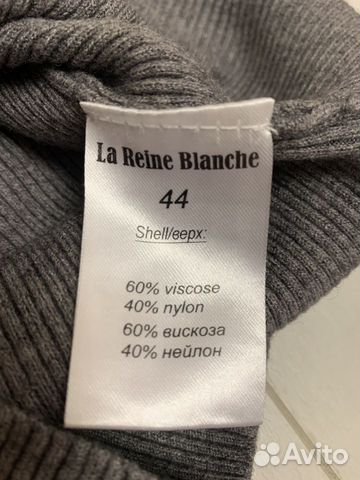 La Reine Blanche
44
Shell/верх:
60% viscose
40% nylon
60% вискоза
40% нейлон
Avito